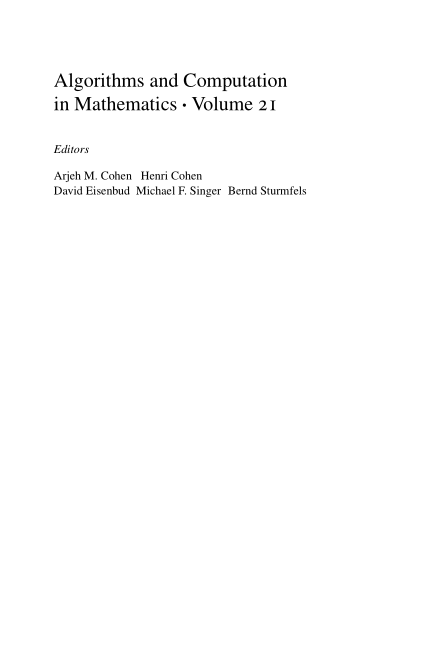 Algorithms and Computation
in Mathematics • Volume 21
Editors
Arjeh M. Cohen Henri Cohen
David Eisenbud Michael F. Singer Bernd Sturmfels